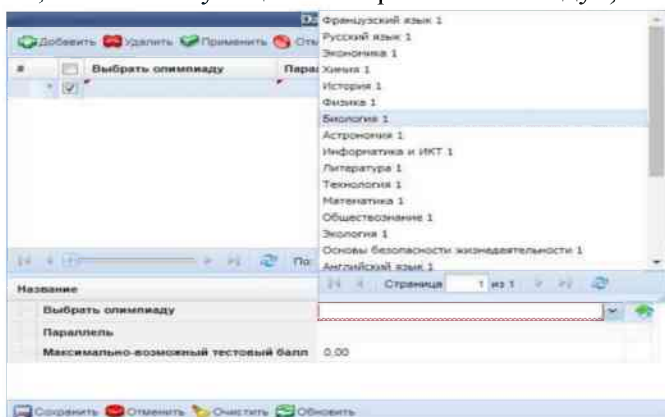 Добавить Удалить Применить
# Выбрать олимпиаду
Французский язык 1
Русский язык 1
Экономика 1
Химия 1
История 1
Физика 1
Биология 1
Астрономия 1
Информатика и ИКТ 1
Литература 1
Технология 1
Математика 1
Обществознание 1
Экология 1
Основы безопасности жизнедеятельности 1
Английский язык 1
Страница 1 из 1
Название
Выбрать олимпиаду
Параллель
Максимально-возможный тестовый балл 0,00
Сохранить Отменить Очистить Обновить